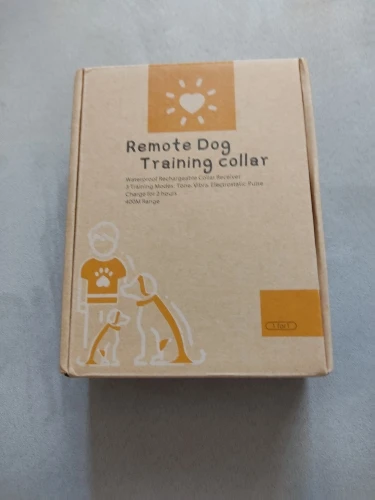 Remote Dog
Training collar
Waterproof Rechargeable Collar Receiver
3 Training Modes: Tone, Vibra, Electrostatic Pulse
Charge for 2 hours
400M Range